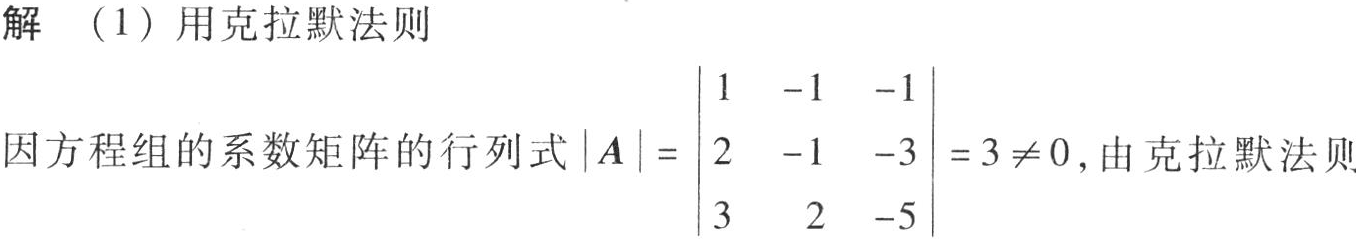 解 （1）用克拉默法则
因方程组的系数矩阵的行列式|A| = | 1 -1 -1 ; 2 -1 -3 ; 3 2 -5 | = 3 ≠ 0, 由克拉默法则